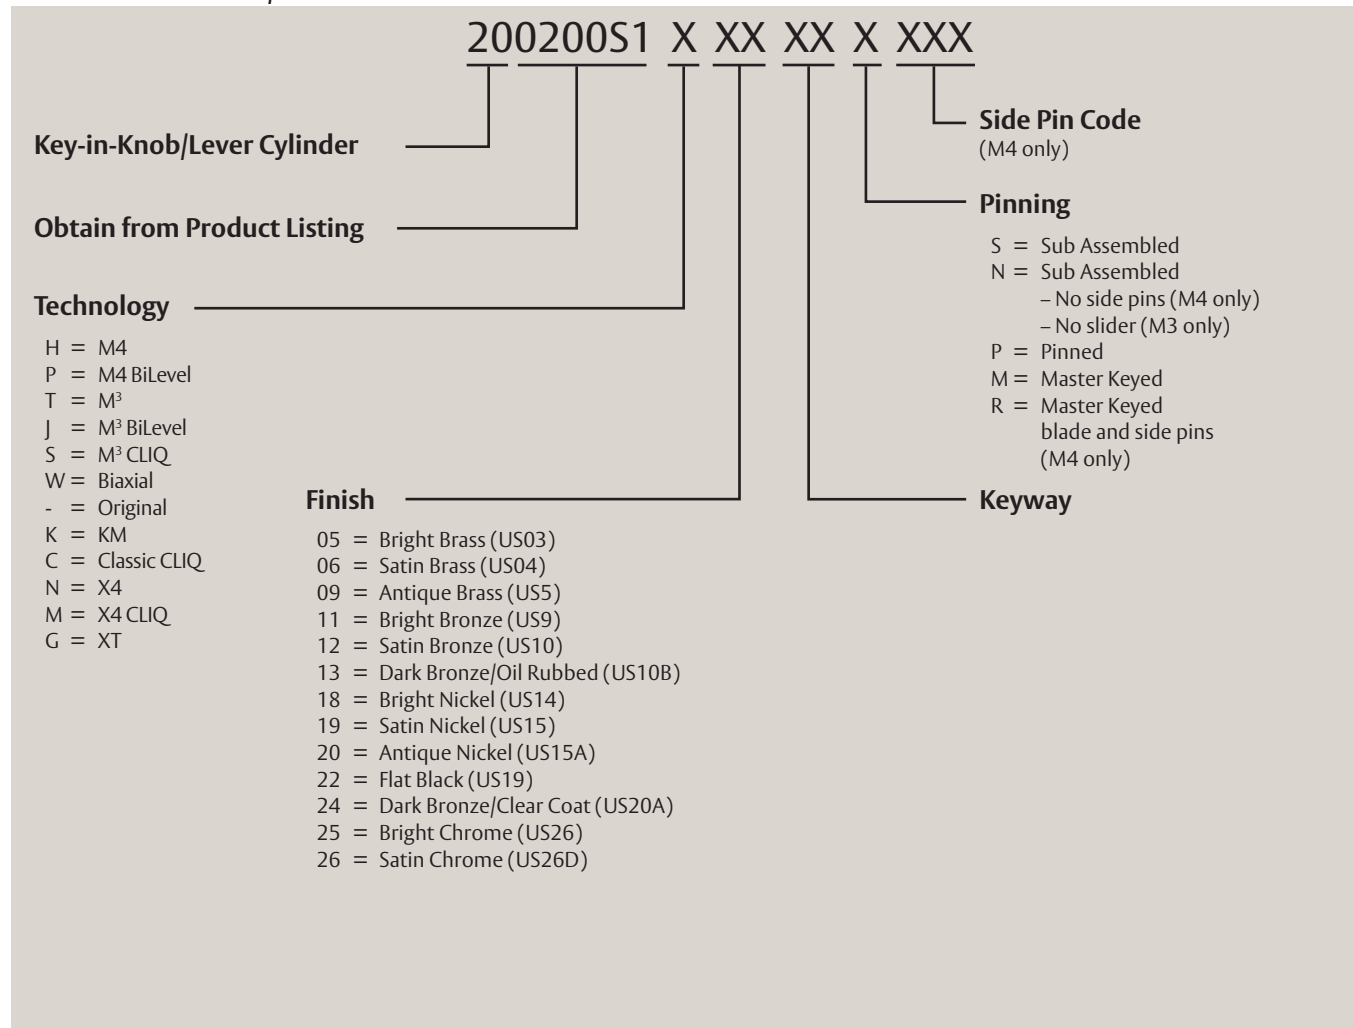 200200S1 X XX XX X XXX
Key-in-Knob/Lever Cylinder
Obtain from Product Listing
Technology
H = M4
P = M4 BiLevel
T = M³
J = M³ BiLevel
S = M³ CLIQ
W = Biaxial
- = Original
K = KM
C = Classic CLIQ
N = X4
M = X4 CLIQ
G = XT
Finish
05 = Bright Brass (US03)
06 = Satin Brass (US04)
09 = Antique Brass (US5)
11 = Bright Bronze (US9)
12 = Satin Bronze (US10)
13 = Dark Bronze/Oil Rubbed (US10B)
18 = Bright Nickel (US14)
19 = Satin Nickel (US15)
20 = Antique Nickel (US15A)
22 = Flat Black (US19)
24 = Dark Bronze/Clear Coat (US20A)
25 = Bright Chrome (US26)
26 = Satin Chrome (US26D)
Side Pin Code
(M4 only)
Pinning
S = Sub Assembled
N = Sub Assembled
– No side pins (M4 only)
– No slider (M3 only)
P = Pinned
M = Master Keyed
R = Master Keyed
blade and side pins
(M4 only)
Keyway